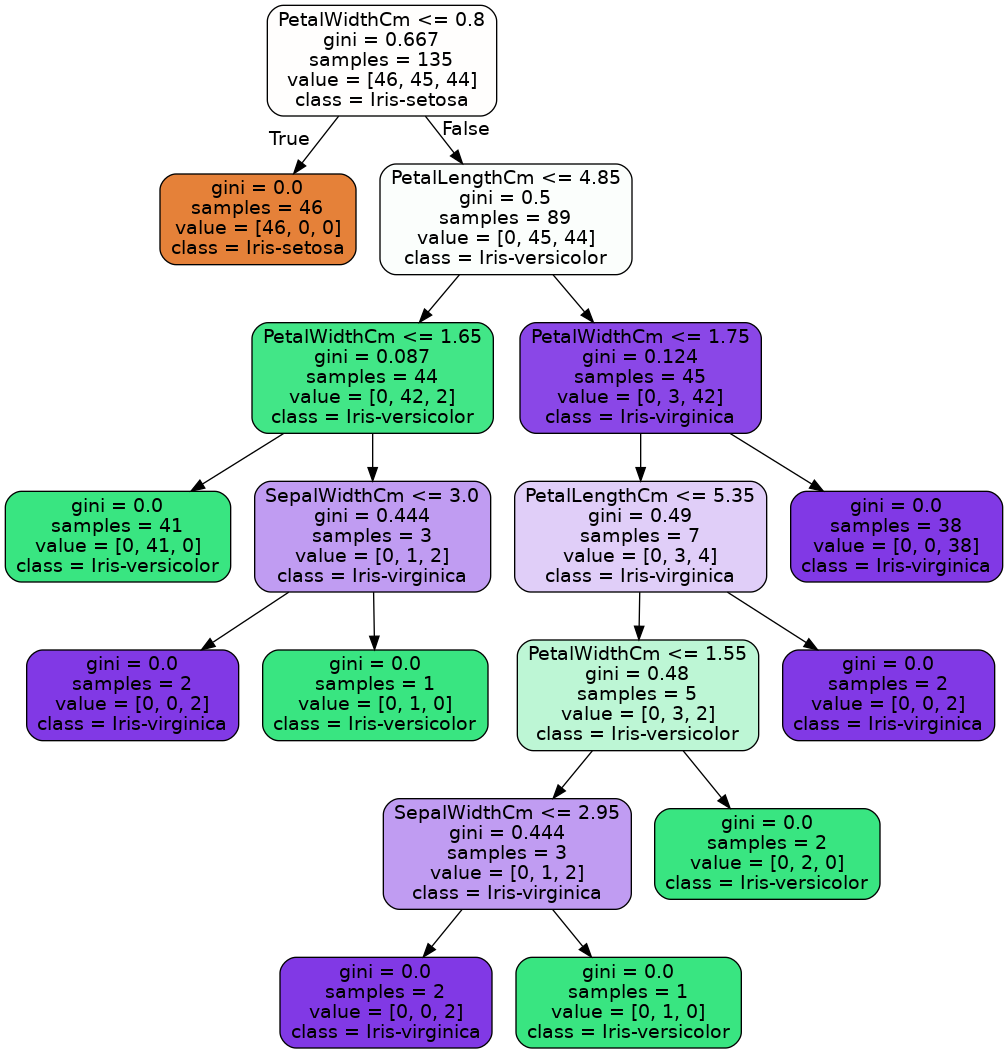 PetalWidthCm <= 0.8
gini = 0.667
samples = 135
value = [46, 45, 44]
class = Iris-setosa
True
False
gini = 0.0
samples = 46
value = [46, 0, 0]
class = Iris-setosa
PetalLengthCm <= 4.85
gini = 0.5
samples = 89
value = [0, 45, 44]
class = Iris-versicolor
PetalWidthCm <= 1.65
gini = 0.087
samples = 44
value = [0, 42, 2]
class = Iris-versicolor
PetalWidthCm <= 1.75
gini = 0.124
samples = 45
value = [0, 3, 42]
class = Iris-virginica
gini = 0.0
samples = 41
value = [0, 41, 0]
class = Iris-versicolor
SepalWidthCm <= 3.0
gini = 0.444
samples = 3
value = [0, 1, 2]
class = Iris-virginica
PetalLengthCm <= 5.35
gini = 0.49
samples = 7
value = [0, 3, 4]
class = Iris-virginica
gini = 0.0
samples = 38
value = [0, 0, 38]
class = Iris-virginica
gini = 0.0
samples = 2
value = [0, 0, 2]
class = Iris-virginica
gini = 0.0
samples = 1
value = [0, 1, 0]
class = Iris-versicolor
PetalWidthCm <= 1.55
gini = 0.48
samples = 5
value = [0, 3, 2]
class = Iris-versicolor
gini = 0.0
samples = 2
value = [0, 0, 2]
class = Iris-virginica
SepalWidthCm <= 2.95
gini = 0.444
samples = 3
value = [0, 1, 2]
class = Iris-virginica
gini = 0.0
samples = 2
value = [0, 2, 0]
class = Iris-versicolor
gini = 0.0
samples = 2
value = [0, 0, 2]
class = Iris-virginica
gini = 0.0
samples = 1
value = [0, 1, 0]
class = Iris-versicolor